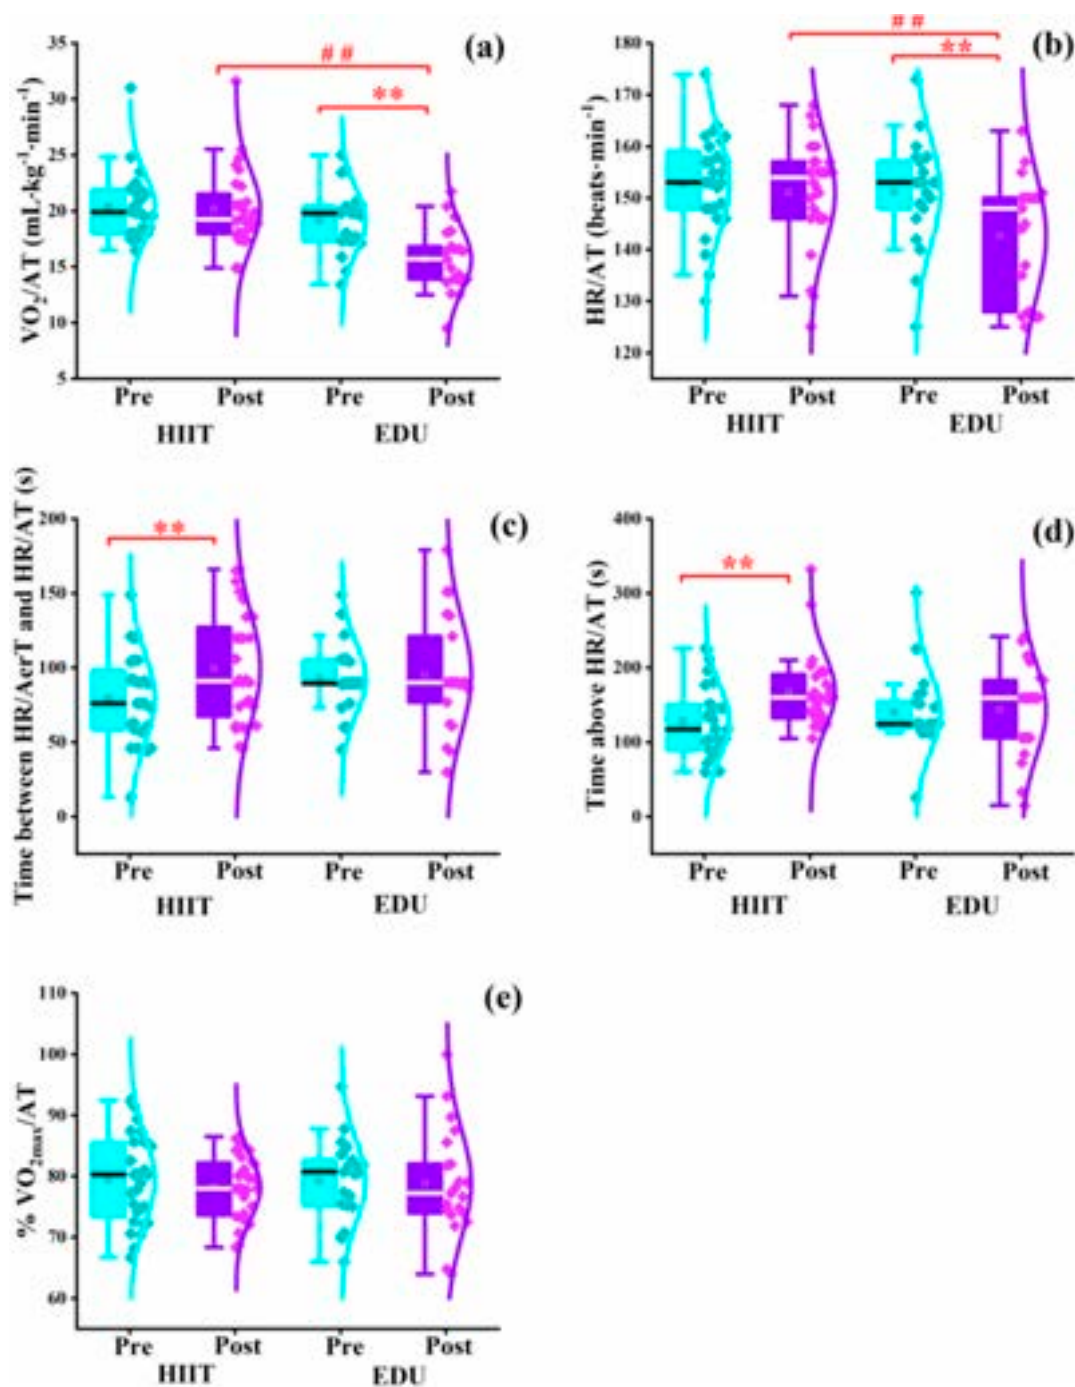 (a)
VO₂/AT (mL·kg⁻¹·min⁻¹)
35
30
25
20
15
10
5
##
**
Pre Post Pre Post
HIIT EDU
(b)
HR/AT (beats·min⁻¹)
180
170
160
150
140
130
120
##
**
Pre Post Pre Post
HIIT EDU
(c)
Time between HR/AerT and HR/AT (s)
200
150
100
50
0
**
Pre Post Pre Post
HIIT EDU
(d)
Time above HR/AT (s)
400
300
200
100
0
**
Pre Post Pre Post
HIIT EDU
(e)
% VO₂max/AT
110
100
90
80
70
60
Pre Post Pre Post
HIIT EDU